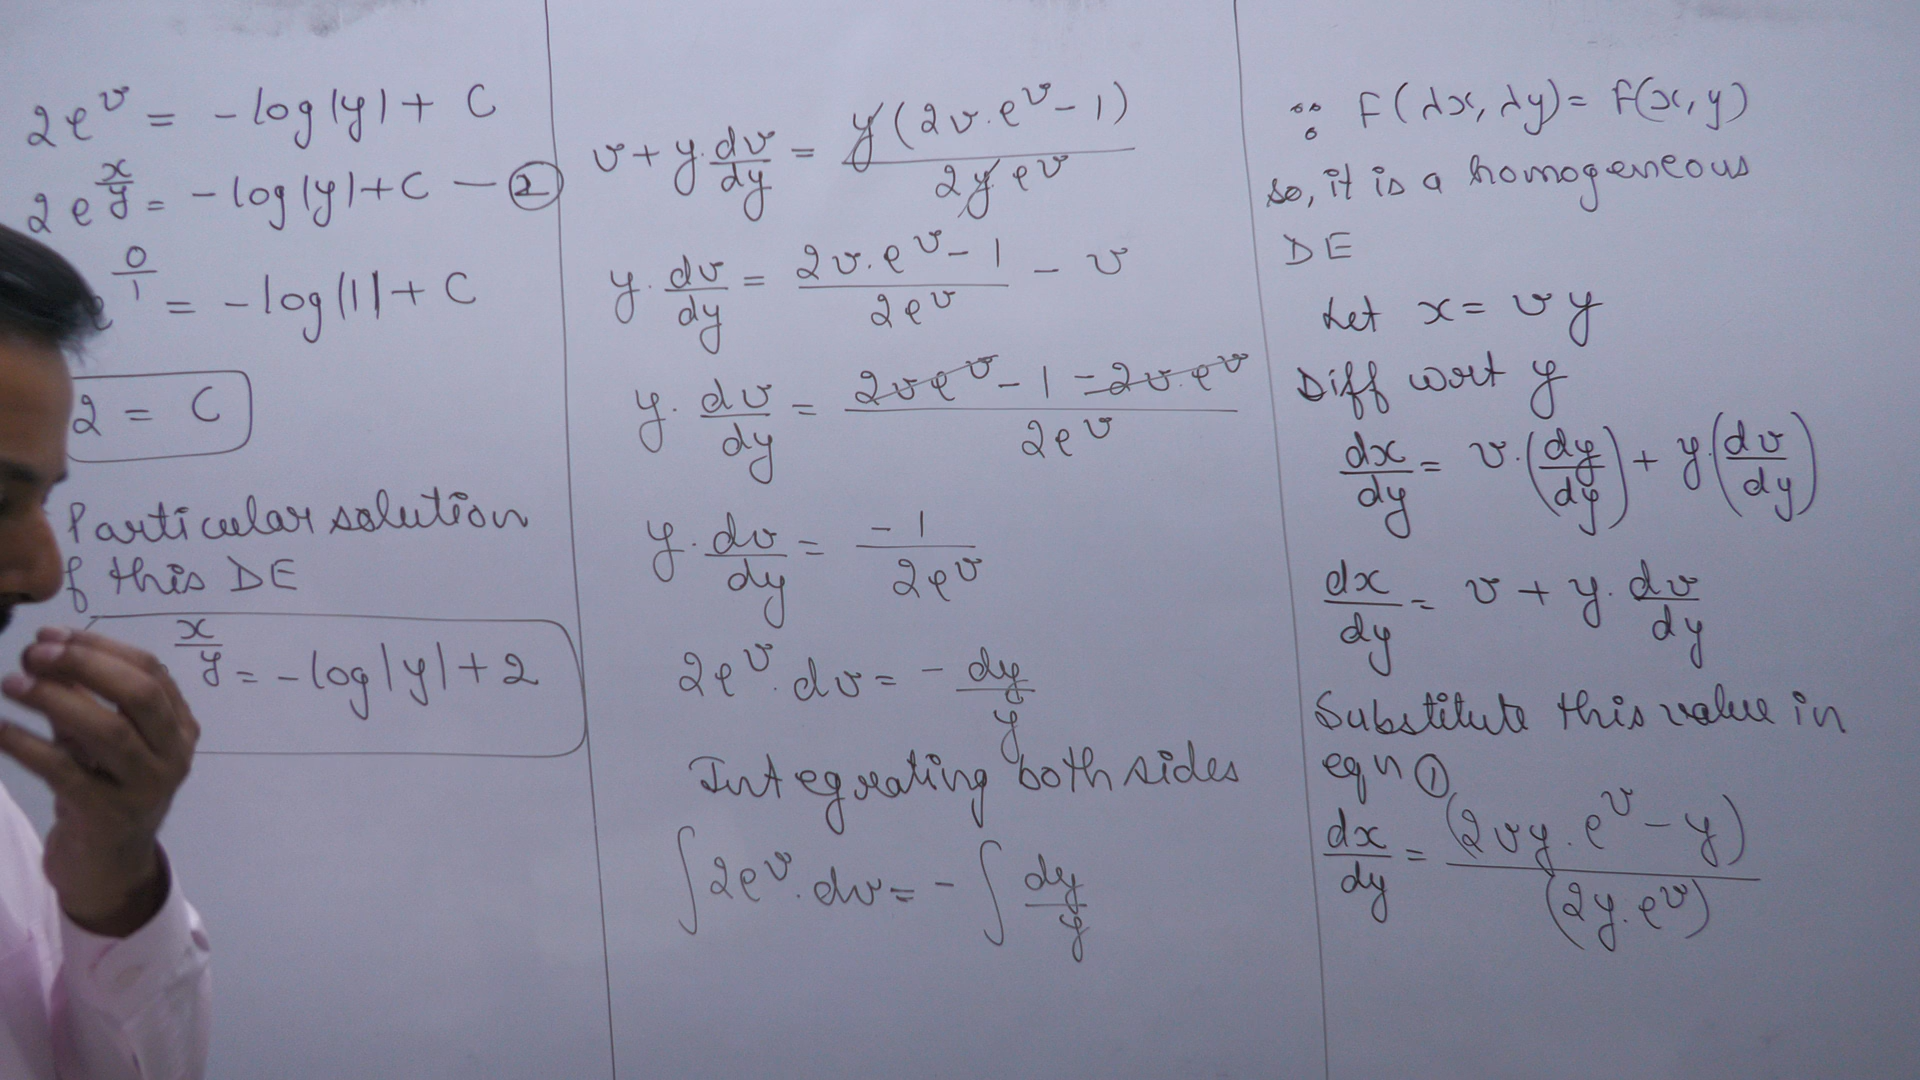 2e^v = -log|y| + C
2e^(x/y) = -log|y| + C — ②
e^(0/1) = -log|1| + C
2 = C
Particular solution
f this DE
x/y = -log|y| + 2
v + y·dv/dy = y(2v·e^v - 1)/2y e^v
y·dv/dy = (2v·e^v - 1)/2e^v - v
y·dv/dy = (2ve^v - 1 - 2v·e^v)/2e^v
y·dv/dy = -1/2e^v
2e^v·dv = -dy/y
Integrating both sides
∫2e^v·dv = -∫dy/y
∵ F(λx, λy) = F(x, y)
so, it is a homogeneous
DE
Let x = vy
Diff wrt y
dx/dy = v·(dy/dy) + y·(dv/dy)
dx/dy = v + y·dv/dy
Substitute this value in
eqn ①
dx/dy = (2vy·e^v - y)/(2y·e^v)